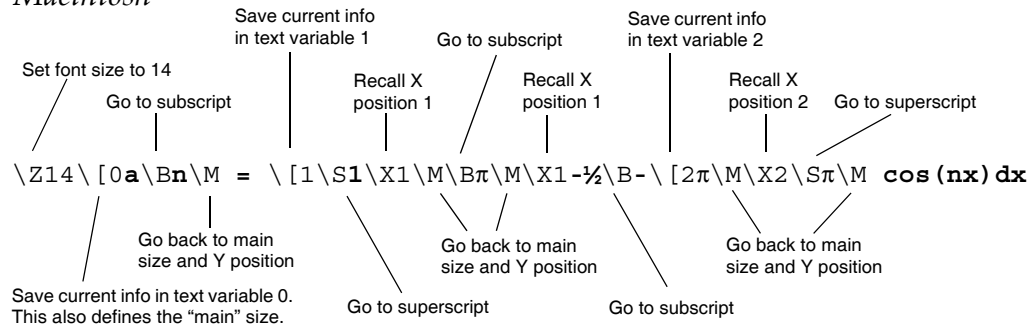 Macintosh
Save current info
in text variable 1
Save current info
in text variable 2
Go to subscript
Set font size to 14
Go to subscript
Recall X
position 1
Recall X
position 1
Recall X
position 2
Go to superscript
\Z14\[0a\Bn\M = \[1\S1\X1\M\Bπ\M\X1-½\B-\[2π\M\X2\Sπ\M cos(nx)dx
Go back to main
size and Y position
Go back to main
size and Y position
Go back to main
size and Y position
Save current info in text variable 0.
This also defines the “main” size.
Go to superscript
Go to subscript